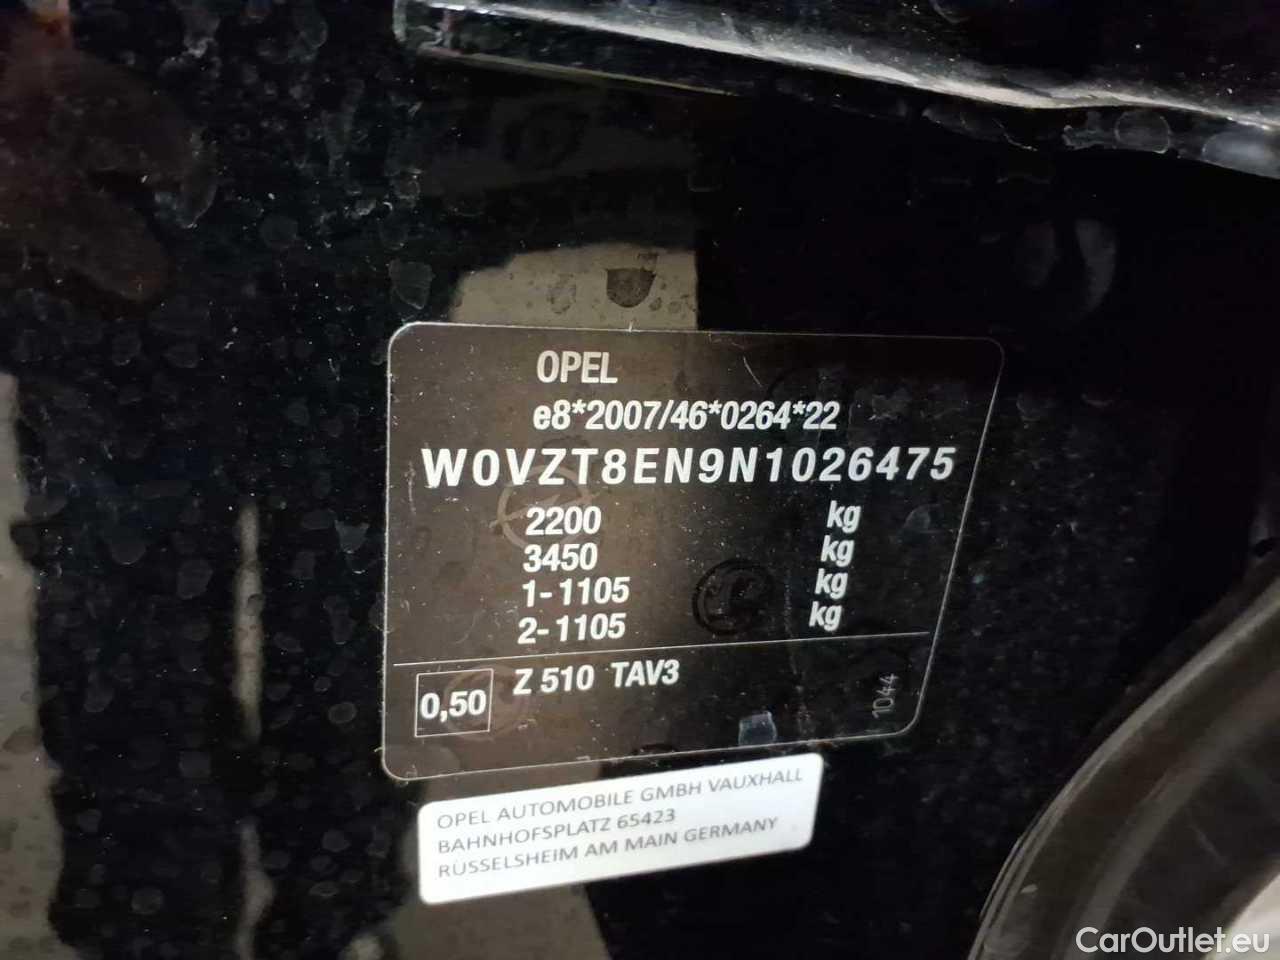 OPEL
e8*2007/46*0264*22
W0VZT8EN9N1026475
2200 kg
3450 kg
1-1105 kg
2-1105 kg
0,50 Z 510 TAV3
1044
OPEL AUTOMOBILE GMBH VAUXHALL
BAHNHOFSPLATZ 65423
RÜSSELSHEIM AM MAIN GERMANY
CarOutlet.eu